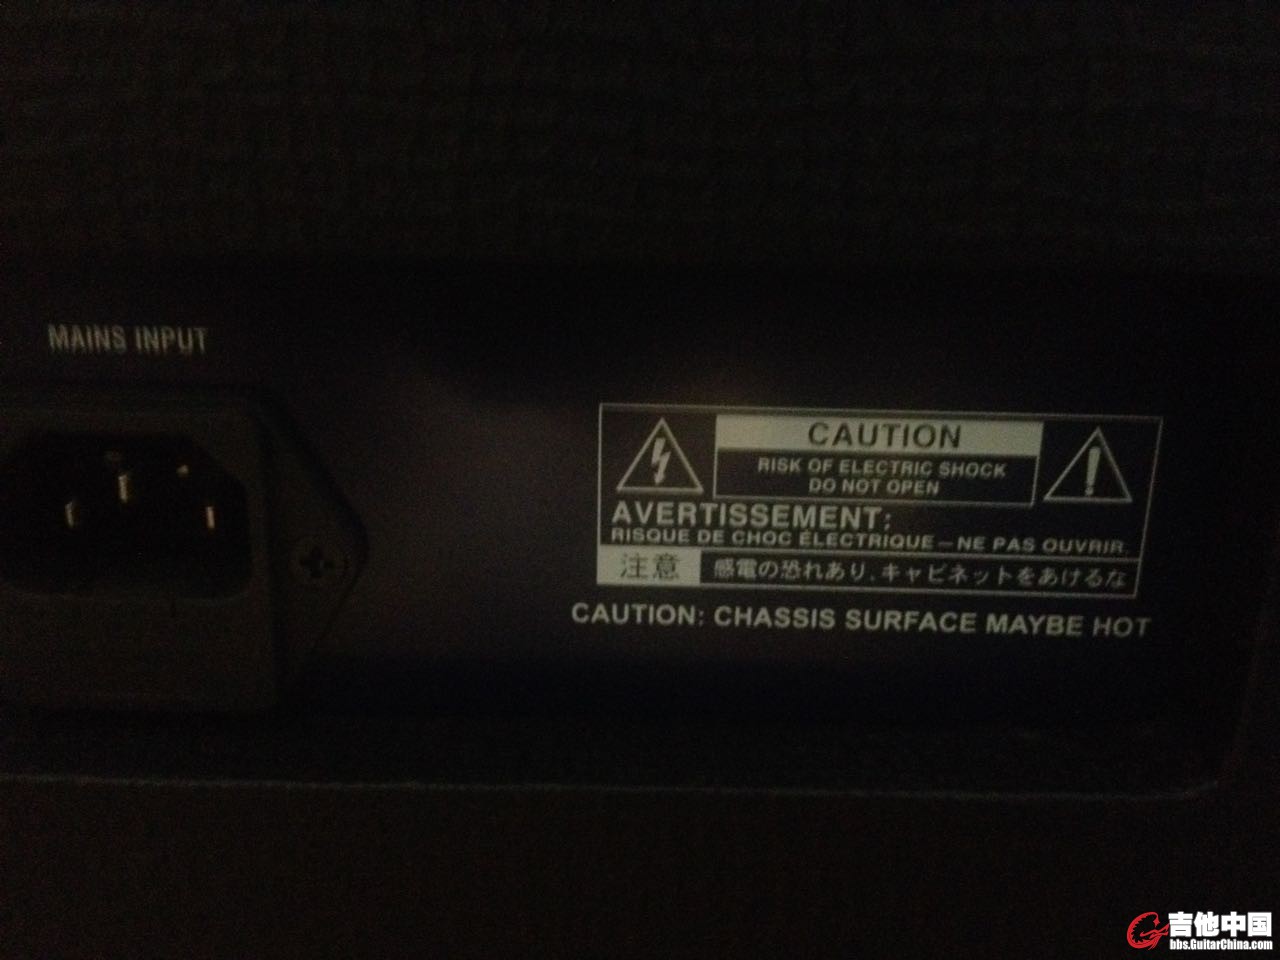 MAINS INPUT
CAUTION
RISK OF ELECTRIC SHOCK
DO NOT OPEN
AVERTISSEMENT:
RISQUE DE CHOC ÉLECTRIQUE — NE PAS OUVRIR.
注意 感電の恐れあり、キャビネットをあけるな
CAUTION: CHASSIS SURFACE MAYBE HOT
吉他中国
bbs.GuitarChina.com